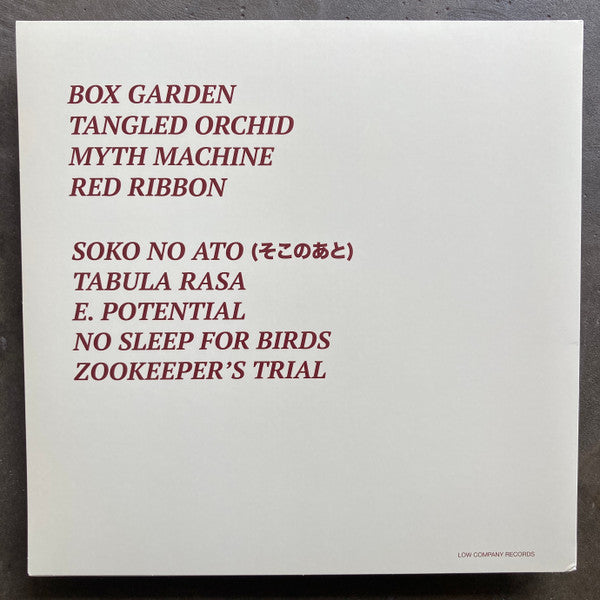 BOX GARDEN
TANGLED ORCHID
MYTH MACHINE
RED RIBBON
SOKO NO ATO (そこのあと)
TABULA RASA
E. POTENTIAL
NO SLEEP FOR BIRDS
ZOOKEEPER’S TRIAL
LOW COMPANY RECORDS